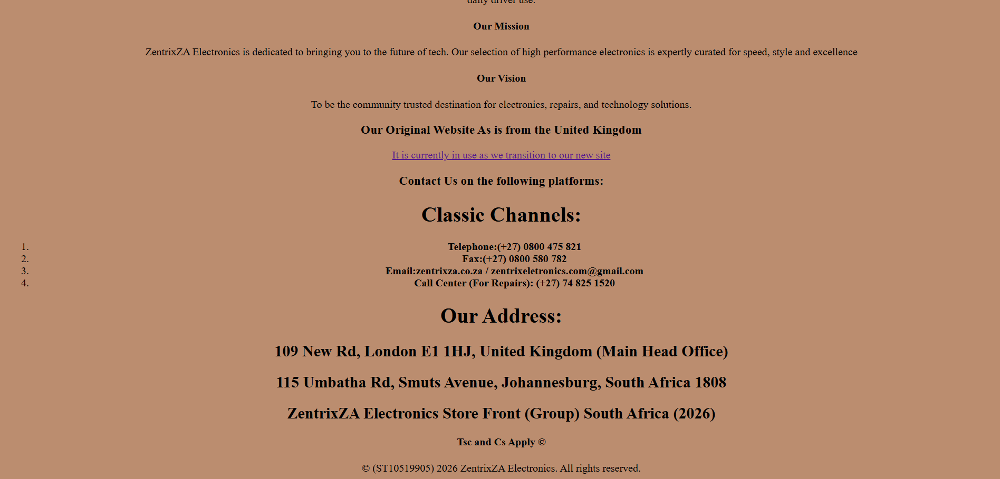 daily driver use.
Our Mission
ZentrixZA Electronics is dedicated to bringing you to the future of tech. Our selection of high performance electronics is expertly curated for speed, style and excellence
Our Vision
To be the community trusted destination for electronics, repairs, and technology solutions.
Our Original Website As is from the United Kingdom
It is currently in use as we transition to our new site
Contact Us on the following platforms:
Classic Channels:
1. Telephone:(+27) 0800 475 821
2. Fax:(+27) 0800 580 782
3. Email:zentrixza.co.za / zentrixeletronics.com@gmail.com
4. Call Center (For Repairs): (+27) 74 825 1520
Our Address:
109 New Rd, London E1 1HJ, United Kingdom (Main Head Office)
115 Umbatha Rd, Smuts Avenue, Johannesburg, South Africa 1808
ZentrixZA Electronics Store Front (Group) South Africa (2026)
Tsc and Cs Apply ©
© (ST10519905) 2026 ZentrixZA Electronics. All rights reserved.